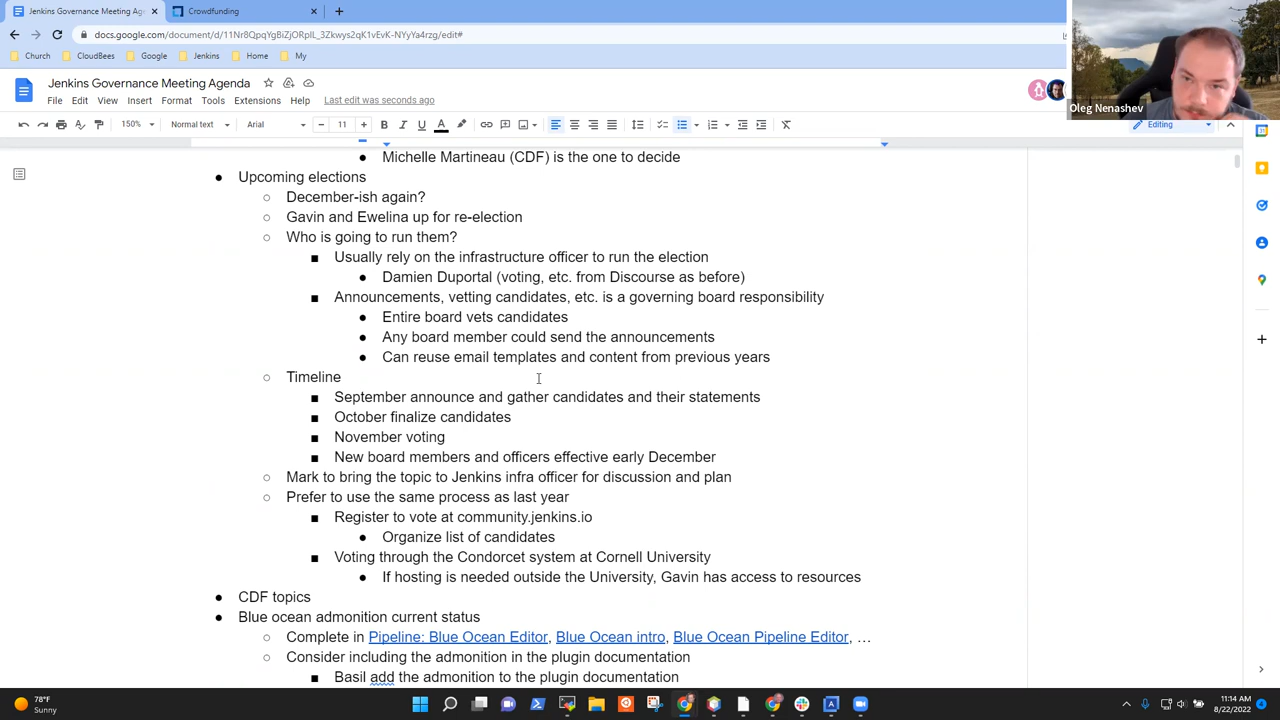 Jenkins Governance Meeting Agenda
Crowdfunding
docs.google.com/document/d/11Nr8QpqYgBiZjORpIL_3Zkwys2qK1vEvK-NYyYa4rzg/edit#
Church CloudBees Google Jenkins Home My
Jenkins Governance Meeting Agenda
File Edit View Insert Format Tools Extensions Help Last edit was seconds ago
Oleg Nenashev
150% Normal text Arial 11 Editing
Michelle Martineau (CDF) is the one to decide
Upcoming elections
December-ish again?
Gavin and Ewelina up for re-election
Who is going to run them?
Usually rely on the infrastructure officer to run the election
Damien Duportal (voting, etc. from Discourse as before)
Announcements, vetting candidates, etc. is a governing board responsibility
Entire board vets candidates
Any board member could send the announcements
Can reuse email templates and content from previous years
Timeline
September announce and gather candidates and their statements
October finalize candidates
November voting
New board members and officers effective early December
Mark to bring the topic to Jenkins infra officer for discussion and plan
Prefer to use the same process as last year
Register to vote at community.jenkins.io
Organize list of candidates
Voting through the Condorcet system at Cornell University
If hosting is needed outside the University, Gavin has access to resources
CDF topics
Blue ocean admonition current status
Complete in Pipeline: Blue Ocean Editor, Blue Ocean intro, Blue Ocean Pipeline Editor, …
Consider including the admonition in the plugin documentation
Basil add the admonition to the plugin documentation
78°F
Sunny
11:14 AM
8/22/2022